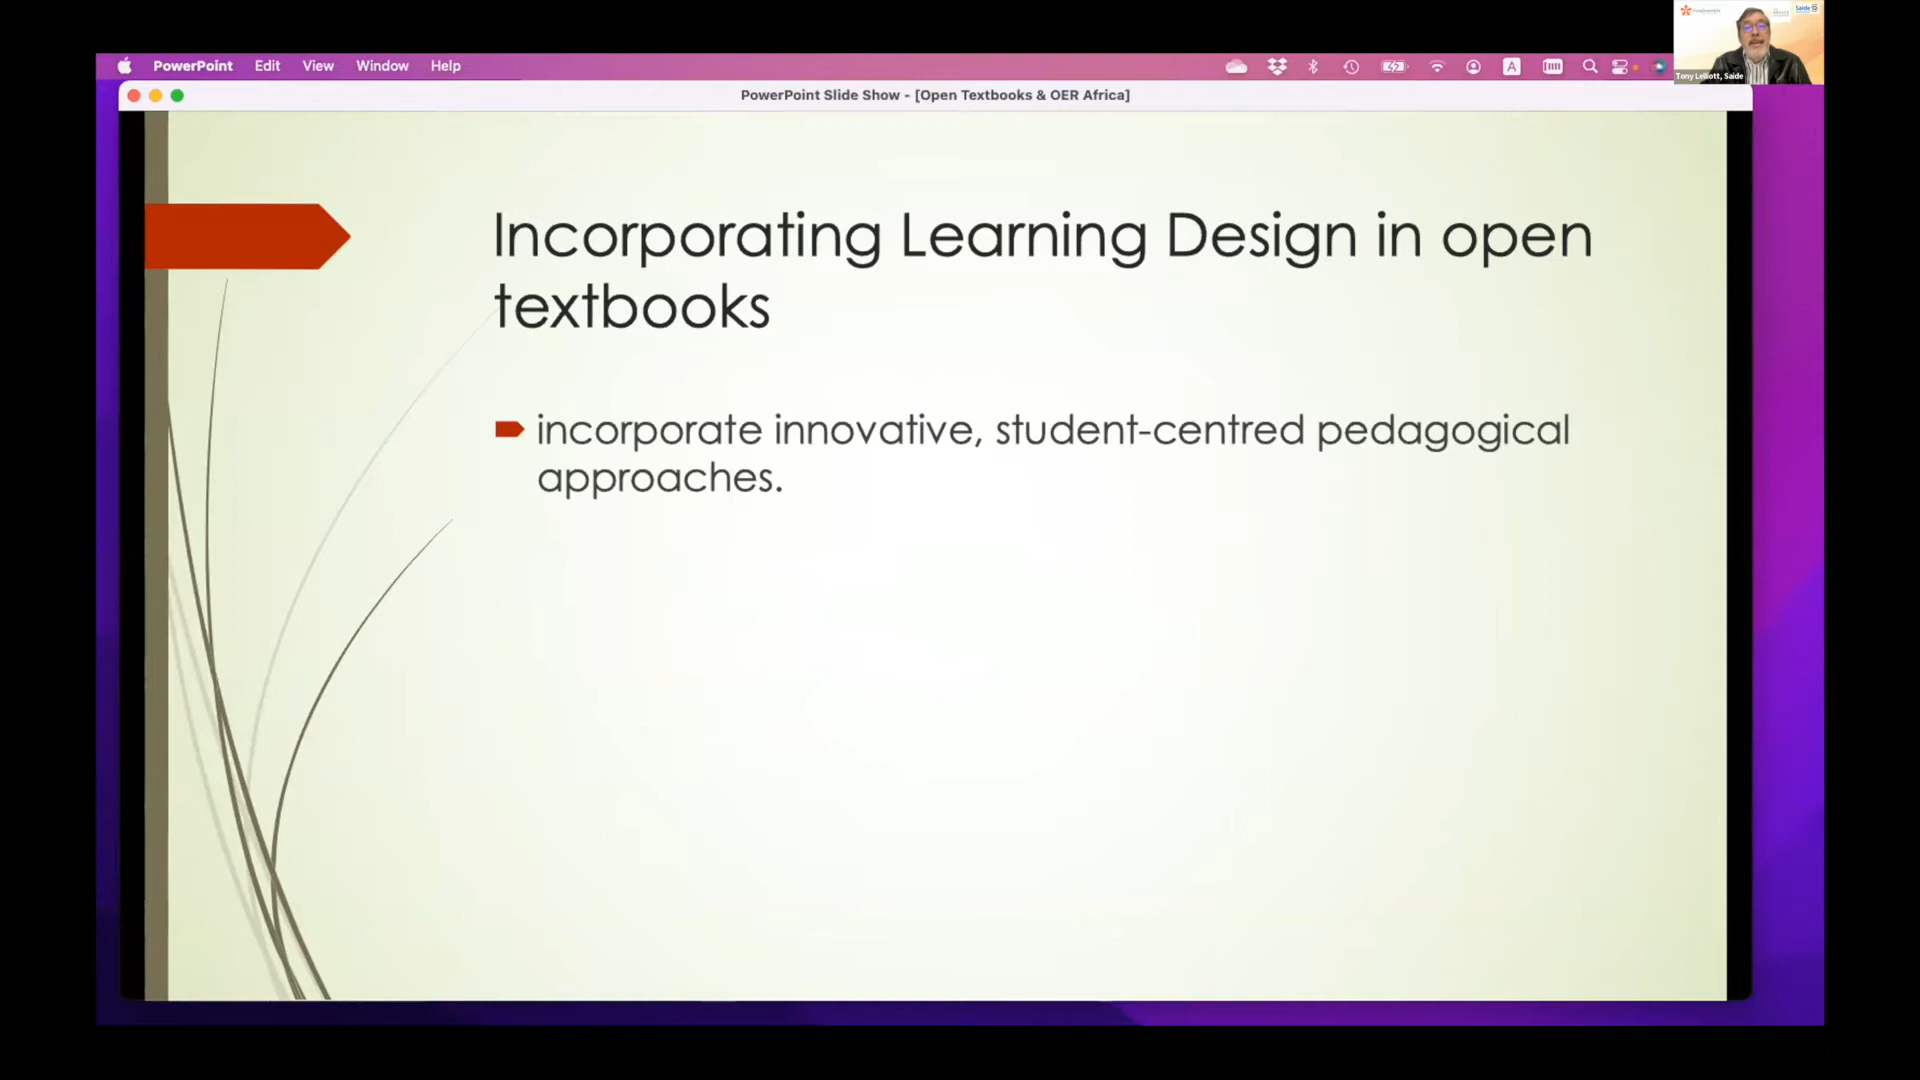 PowerPoint Edit View Window Help
A
Saide
Tony Lelliott, Saide
PowerPoint Slide Show - [Open Textbooks & OER Africa]
Incorporating Learning Design in open
textbooks
incorporate innovative, student-centred pedagogical
approaches.